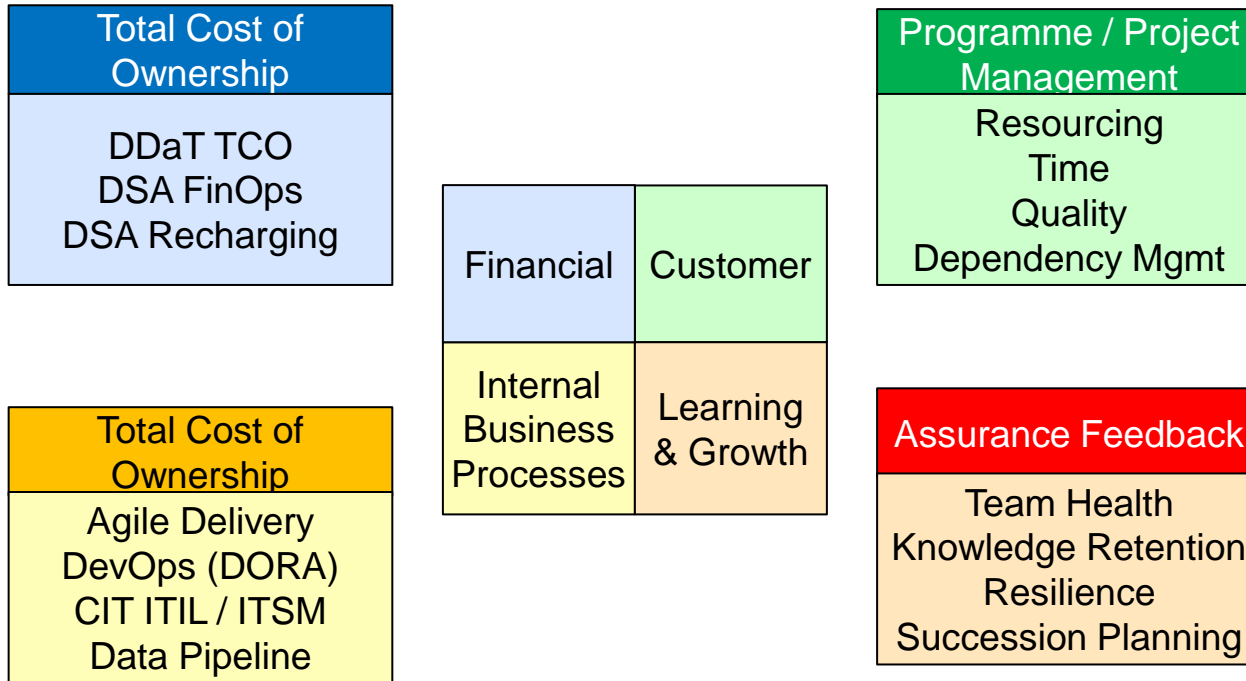 Total Cost of
Ownership
DDaT TCO
DSA FinOps
DSA Recharging
Programme / Project
Management
Resourcing
Time
Quality
Dependency Mgmt
Financial
Customer
Internal
Business
Processes
Learning
& Growth
Total Cost of
Ownership
Agile Delivery
DevOps (DORA)
CIT ITIL / ITSM
Data Pipeline
Assurance Feedback
Team Health
Knowledge Retention
Resilience
Succession Planning